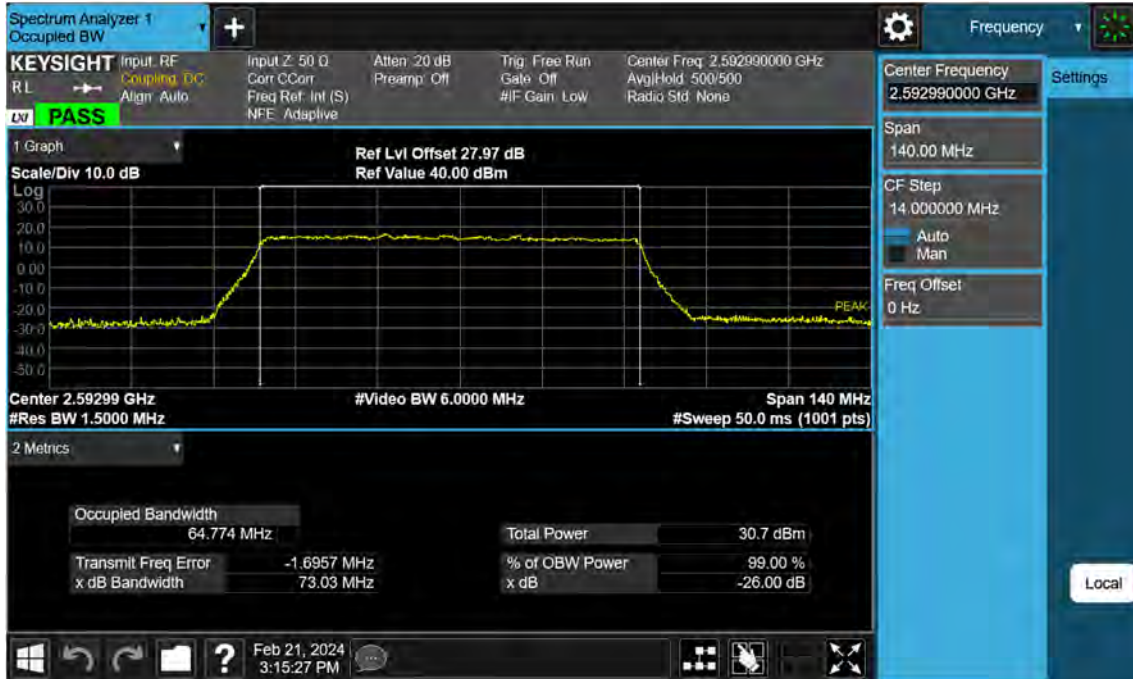 Spectrum Analyzer 1
Occupied BW
Frequency
KEYSIGHT
RL
LXI
PASS
Input: RF
Coupling: DC
Align: Auto
Input Z: 50 Ω
Corr CCorr
Freq Ref: Int (S)
NFE: Adaptive
Atten: 20 dB
Preamp: Off
Trig: Free Run
Gate: Off
#IF Gain: Low
Center Freq: 2.592990000 GHz
Avg|Hold: 500/500
Radio Std: None
Center Frequency
2.592990000 GHz
Span
140.00 MHz
CF Step
14.000000 MHz
Auto
Man
Freq Offset
0 Hz
Settings
Local
1 Graph
Scale/Div 10.0 dB
Ref Lvl Offset 27.97 dB
Ref Value 40.00 dBm
Log
30.0
20.0
10.0
0.00
-10.0
-20.0
-30.0
-40.0
-50.0
PEAK
Center 2.59299 GHz
#Video BW 6.0000 MHz
Span 140 MHz
#Res BW 1.5000 MHz
#Sweep 50.0 ms (1001 pts)
2 Metrics
Occupied Bandwidth
64.774 MHz
Total Power 30.7 dBm
Transmit Freq Error -1.6957 MHz
% of OBW Power 99.00 %
x dB Bandwidth 73.03 MHz
x dB -26.00 dB
Feb 21, 2024
3:15:27 PM